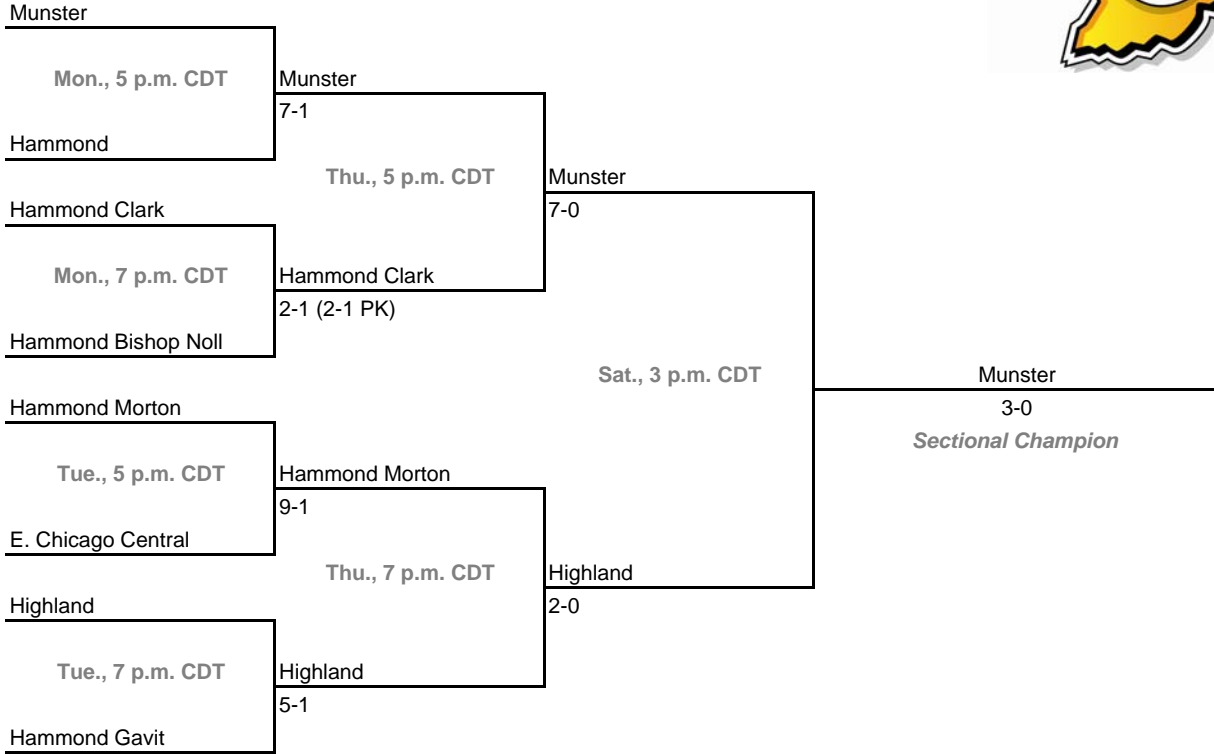 Munster
Mon., 5 p.m. CDT
Munster
7-1
Hammond
Thu., 5 p.m. CDT
Munster
7-0
Hammond Clark
Mon., 7 p.m. CDT
Hammond Clark
2-1 (2-1 PK)
Hammond Bishop Noll
Sat., 3 p.m. CDT
Munster
3-0
Sectional Champion
Hammond Morton
Tue., 5 p.m. CDT
Hammond Morton
9-1
E. Chicago Central
Thu., 7 p.m. CDT
Highland
2-0
Highland
Tue., 7 p.m. CDT
Highland
5-1
Hammond Gavit